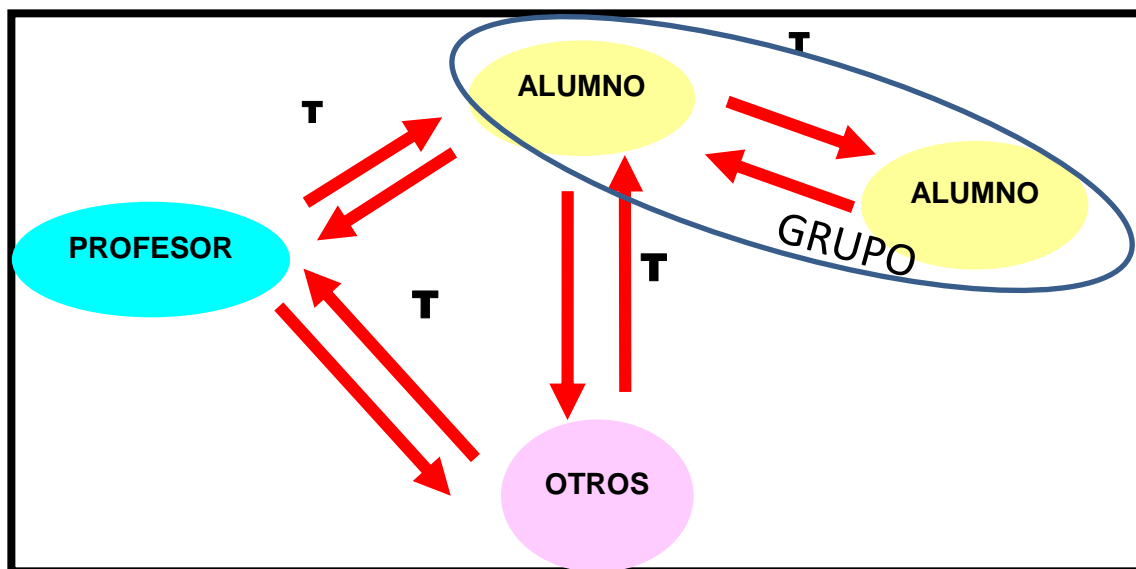 T
ALUMNO
T
ALUMNO
PROFESOR
GRUPO
T
T
OTROS